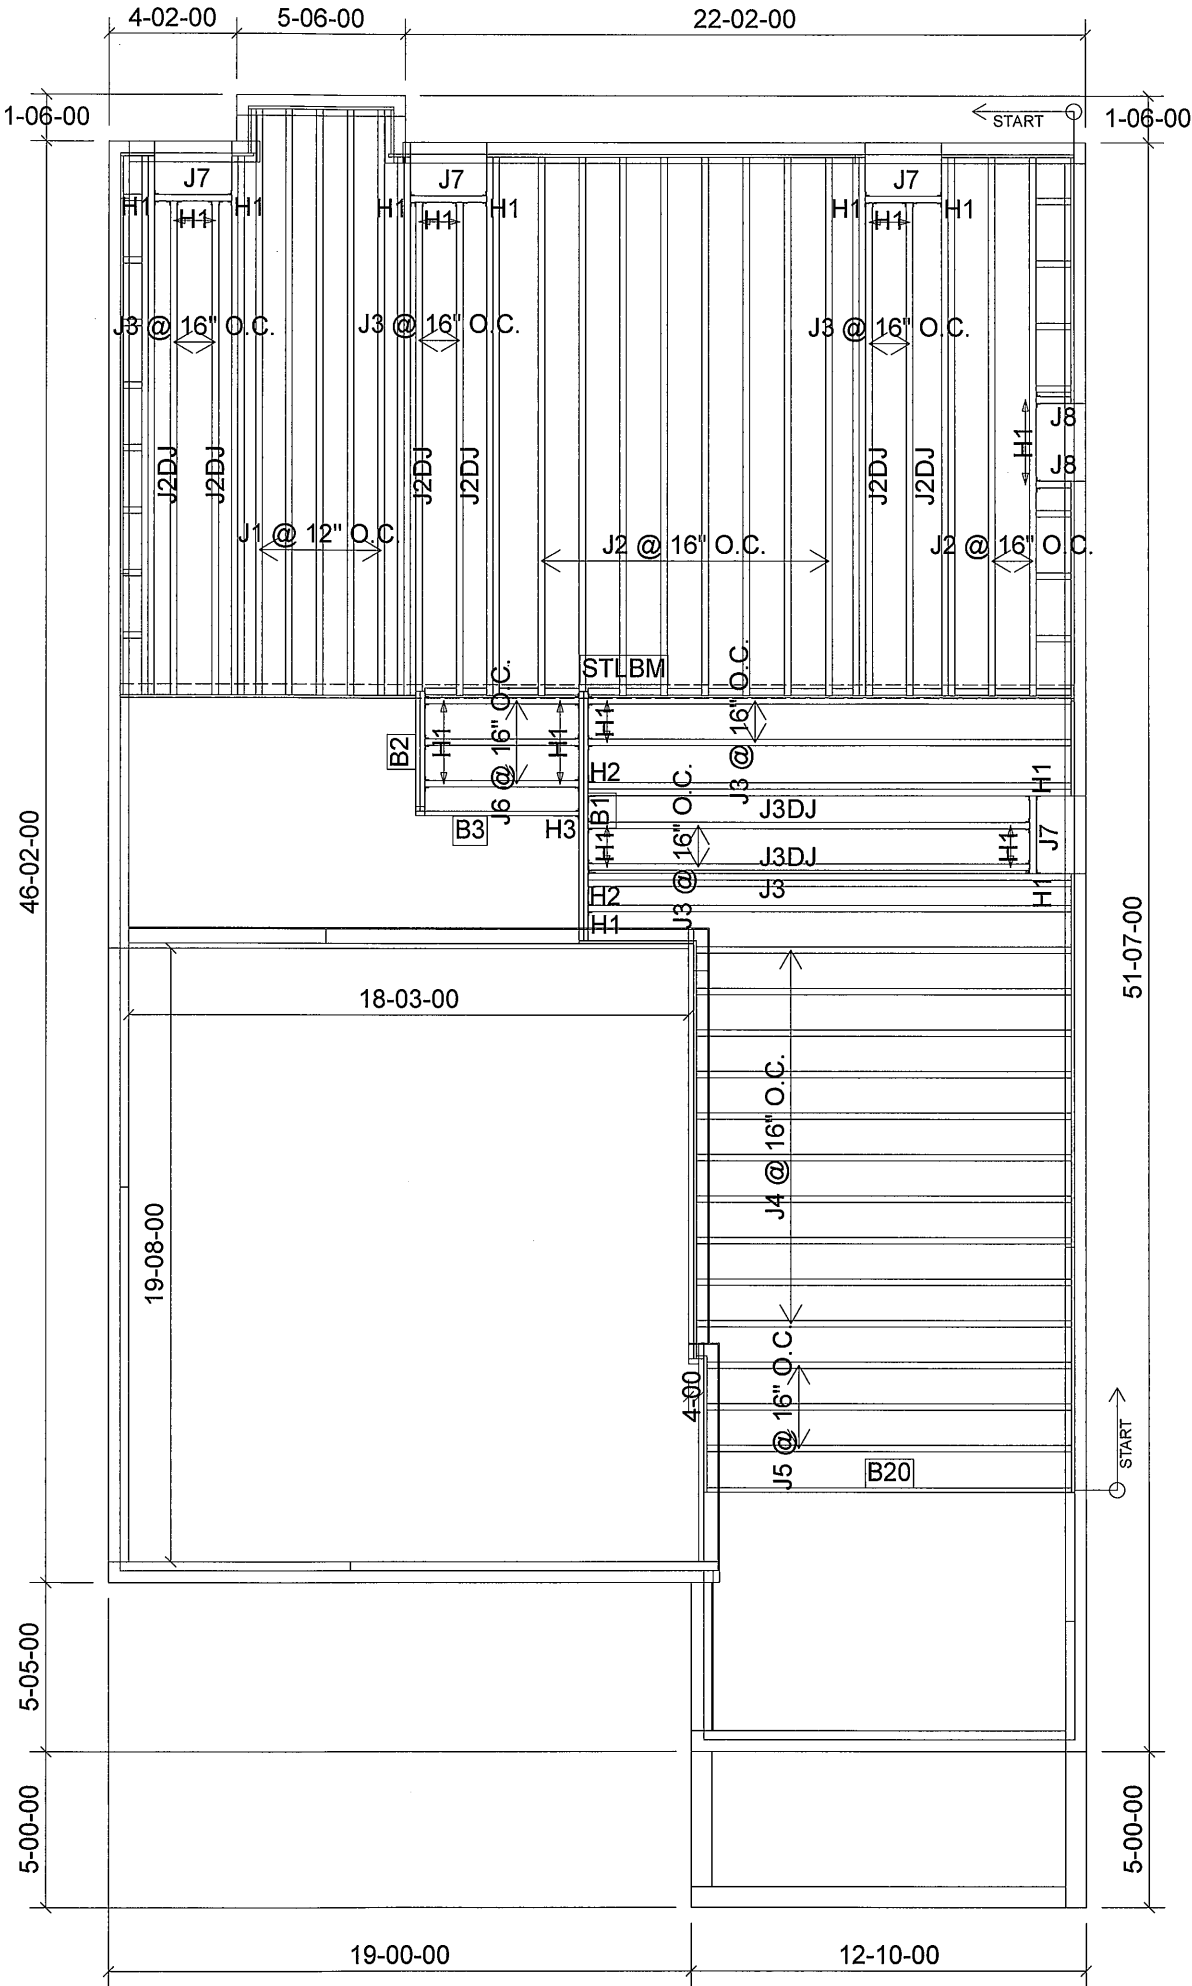 4-02-00
5-06-00
22-02-00
1-06-00
START
1-06-00
J7
J7
J7
H1
H1
H1
H1
H1
H1
H1
H1
H1
J3 @ 16" O.C.
J3 @ 16" O.C.
J3 @ 16" O.C.
J8
H1
J8
J2DJ
J2DJ
J2DJ
J2DJ
J2DJ
J2DJ
J1 @ 12" O.C.
J2 @ 16" O.C.
J2 @ 16" O.C.
STLBM
B2
H1
J6 @ 16" O.C.
H1
H1
J3 @ 16" O.C.
H2
H1
B1
J3DJ
B3
H3
H1
J3 @ 16" O.C.
H1
J7
J3DJ
J3
H2
H1
H1
46-02-00
51-07-00
18-03-00
J4 @ 16" O.C.
19-08-00
4-00
J5 @ 16" O.C.
B20
START
5-05-00
5-00-00
5-00-00
19-00-00
12-10-00